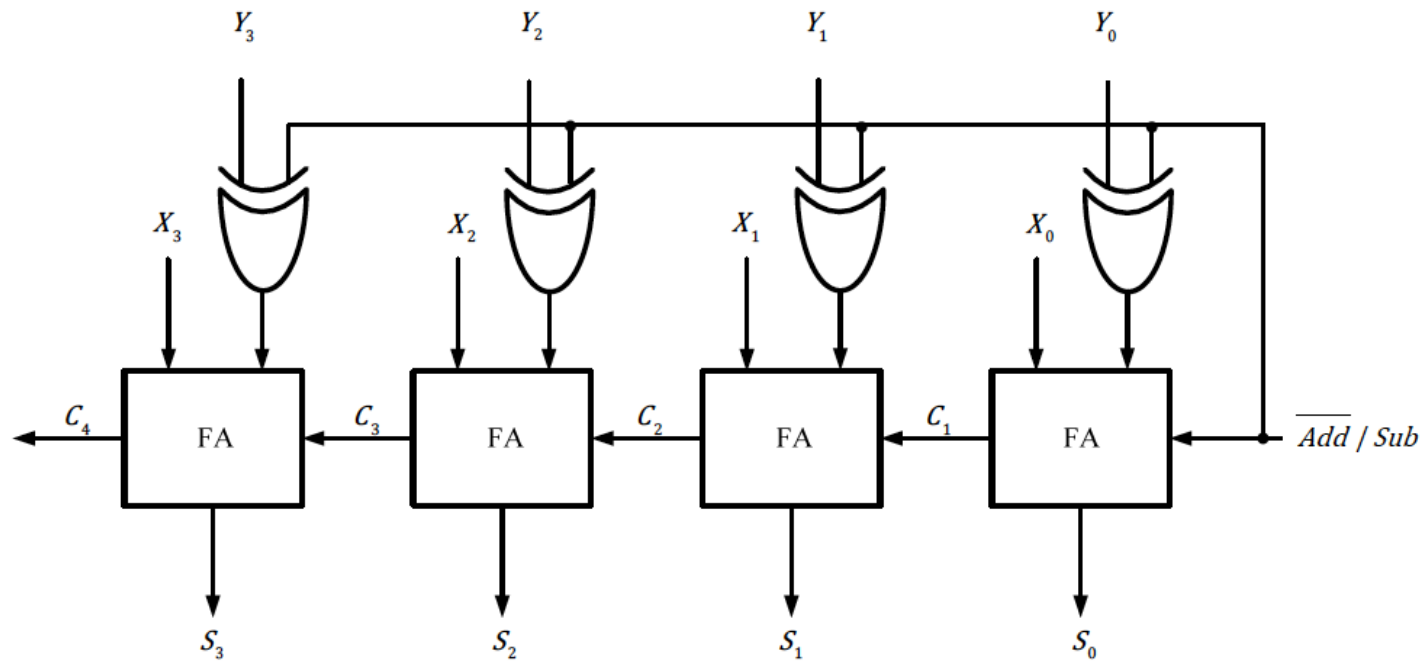 Y₃ Y₂ Y₁ Y₀
X₃ X₂ X₁ X₀
C₄ FA C₃ FA C₂ FA C₁ FA A̅d̅d̅ / Sub
S₃ S₂ S₁ S₀